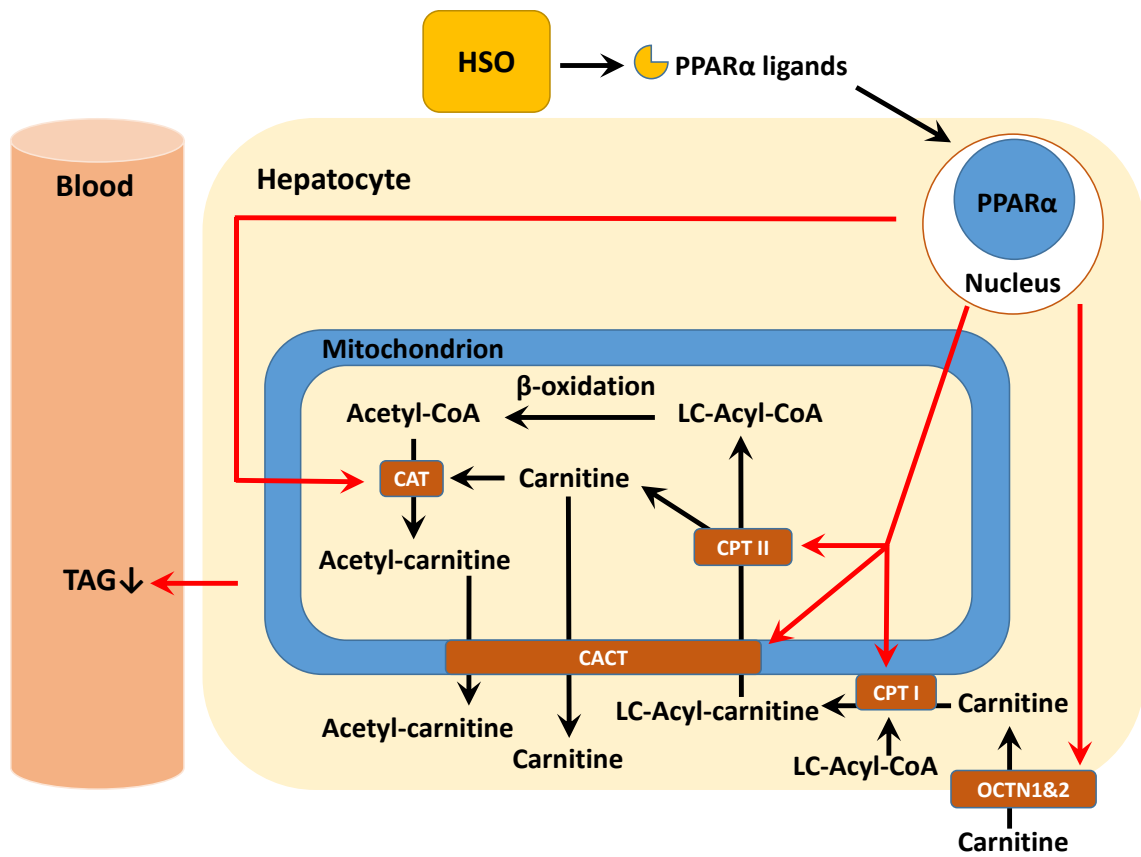 HSO
PPARα ligands
Blood
Hepatocyte
PPARα
Nucleus
Mitochondrion
β-oxidation
Acetyl-CoA
LC-Acyl-CoA
CAT
Carnitine
CPT II
Acetyl-carnitine
TAG↓
CACT
CPT I
LC-Acyl-carnitine
Carnitine
Acetyl-carnitine
Carnitine
LC-Acyl-CoA
OCTN1&2
Carnitine